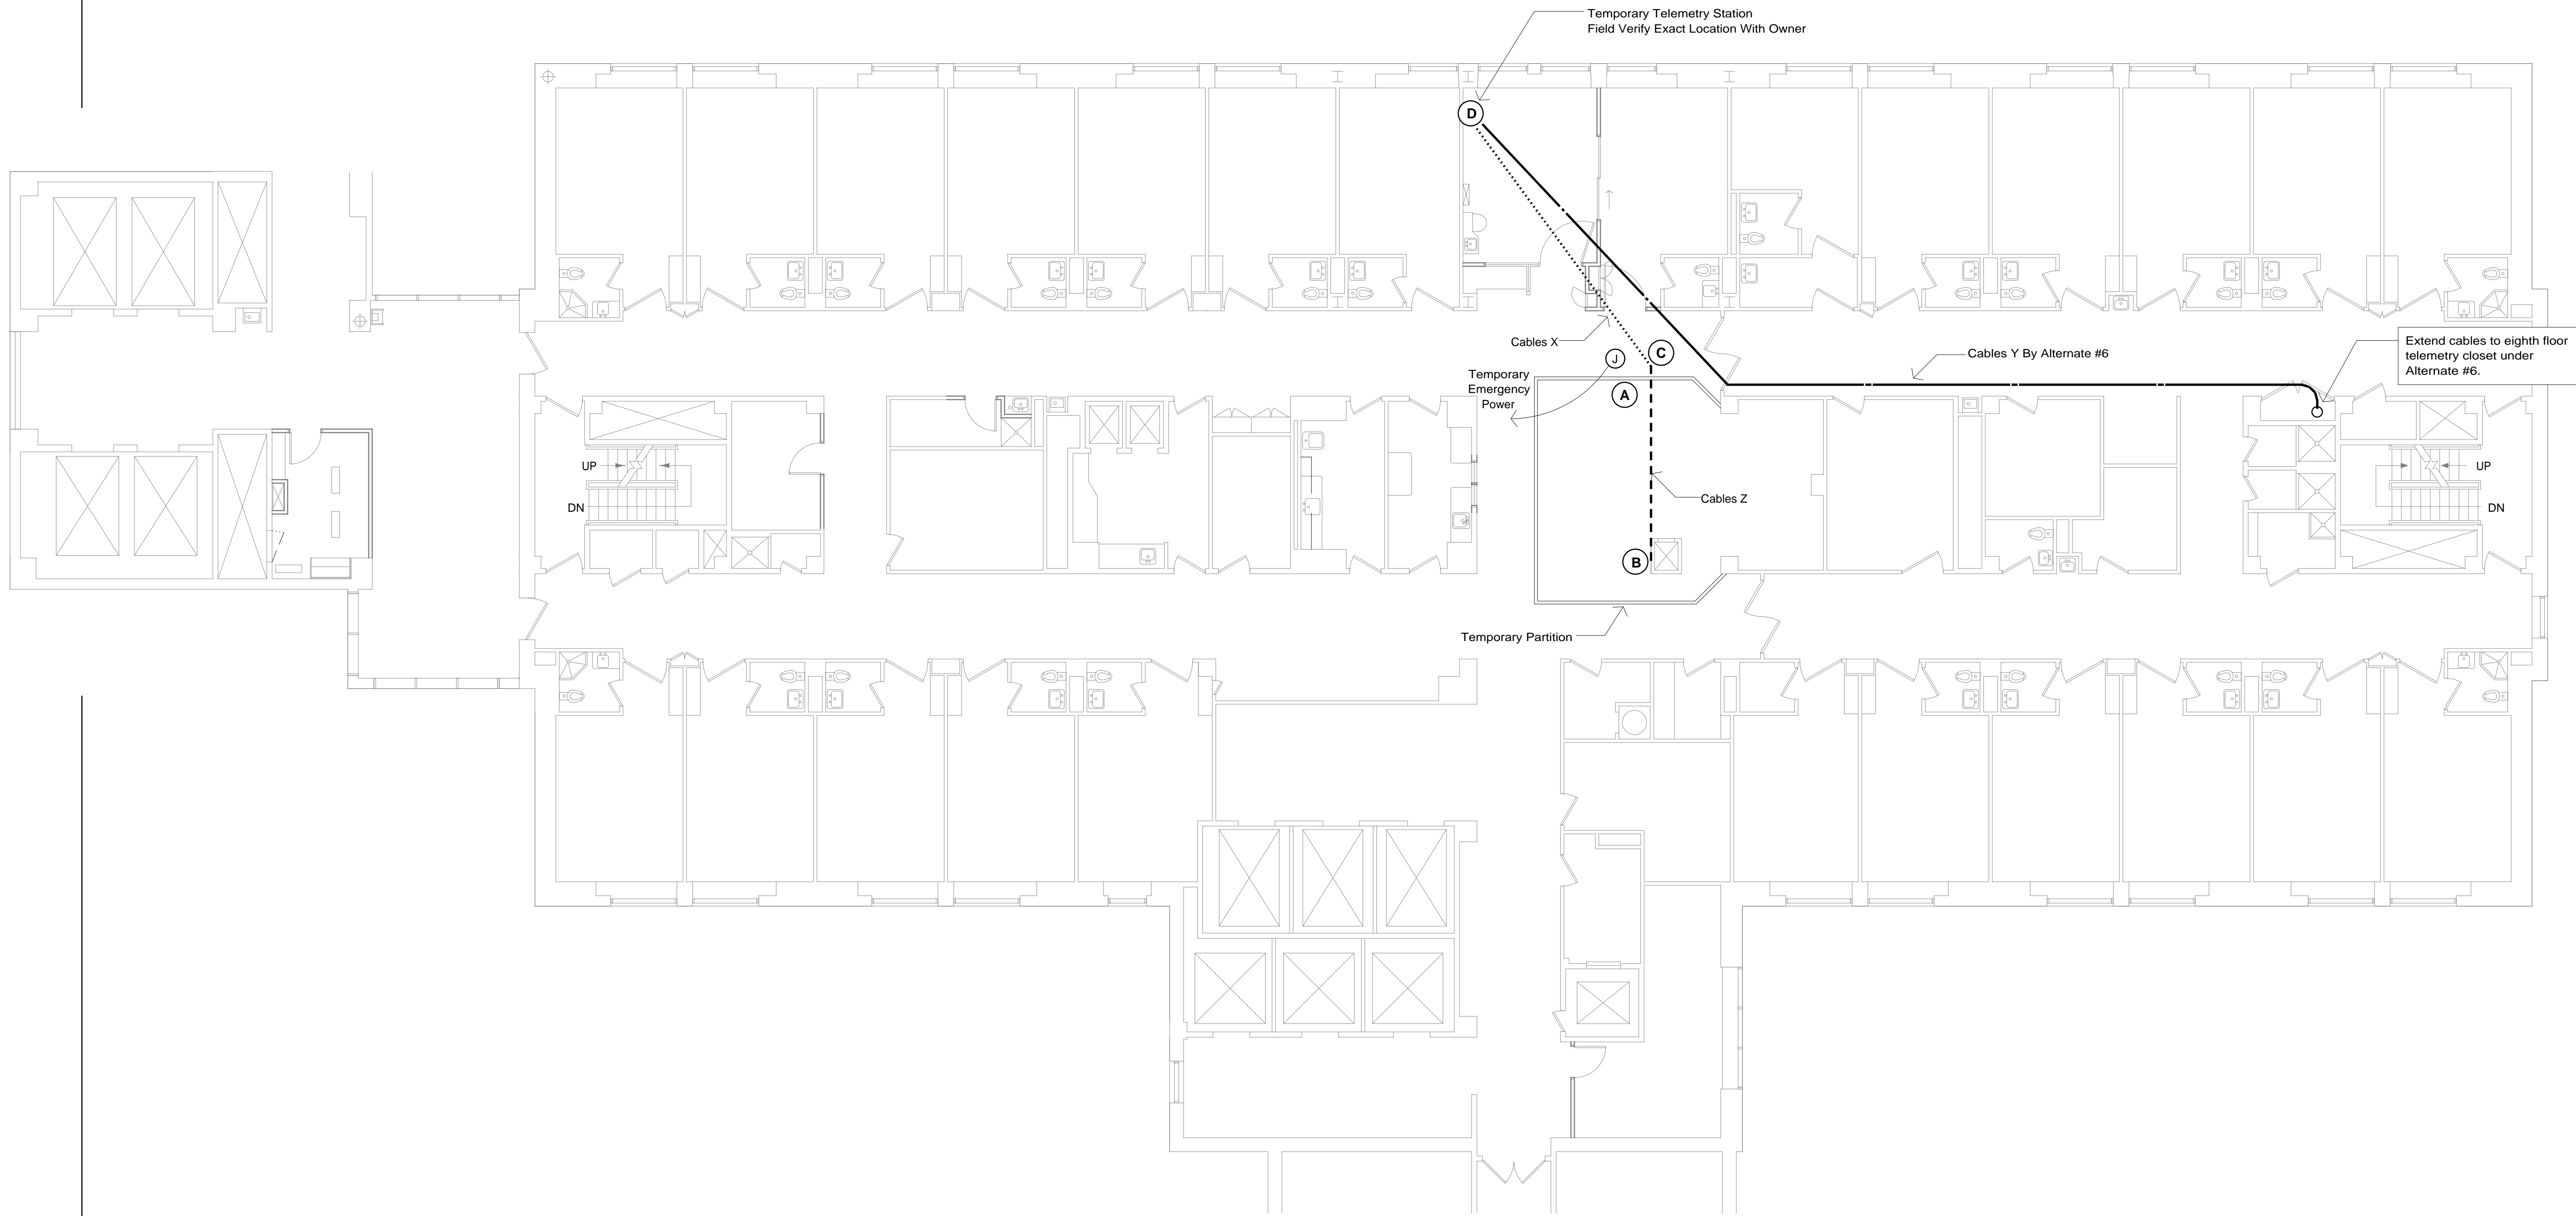 Temporary Telemetry Station
Field Verify Exact Location With Owner
D
Cables X
C
J
Cables Y By Alternate #6
Extend cables to eighth floor
telemetry closet under
Alternate #6.
Temporary
Emergency
Power
A
UP
DN
Cables Z
B
UP
DN
Temporary Partition